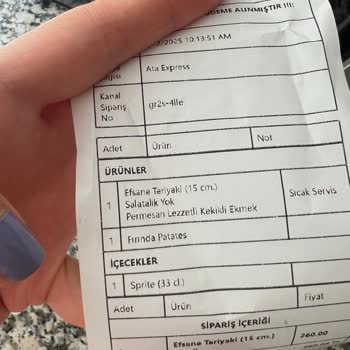 ÖDEME ALINMIŞTIR !!!:
/2025 10:13:51 AM
Ata Express
Kanal
Sipariş
No
gr2s-4lle
Adet Ürün Not
ÜRÜNLER
1 Efsane Teriyaki (15 cm.) Sıcak Servis
Salatalık Yok
Permesan Lezzetli Kekikli Ekmek
1 Fırında Patates
İÇECEKLER
1 Sprite (33 cl.)
Adet Ürün Fiyat
SİPARİŞ İÇERİĞİ
Efsane Teriyaki (15 cm.) 260.00